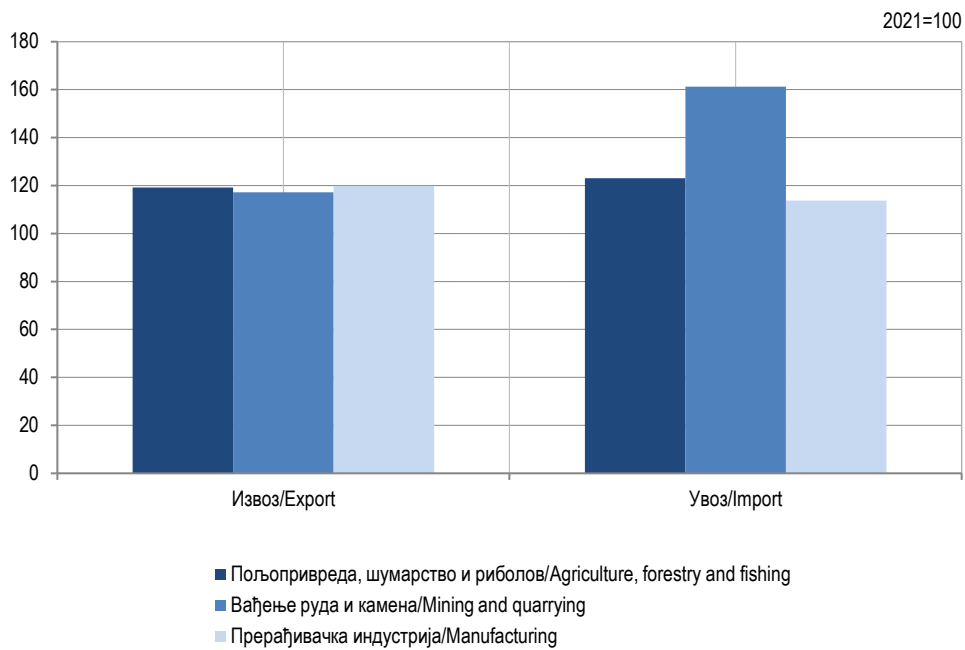 2021=100
180
160
140
120
100
80
60
40
20
0
Извоз/Export
Увоз/Import
Пољопривреда, шумарство и риболов/Agriculture, forestry and fishing
Вађење руда и камена/Mining and quarrying
Прерађивачка индустрија/Manufacturing